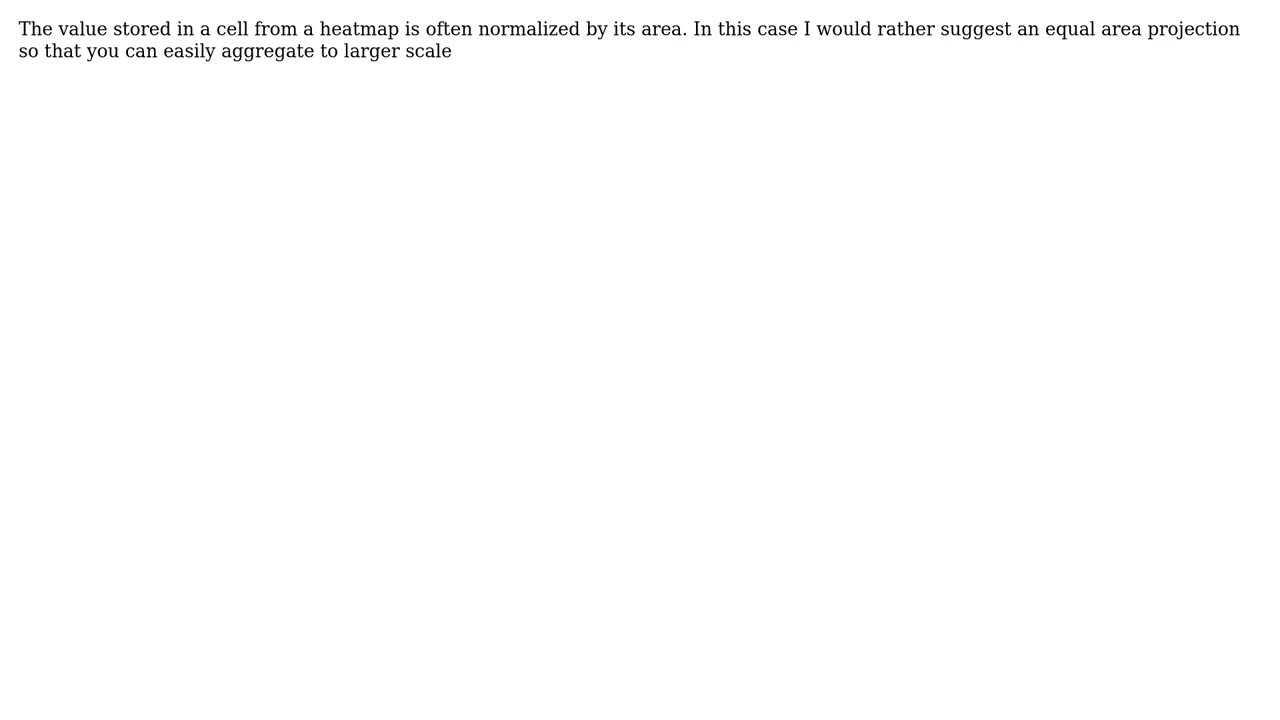 The value stored in a cell from a heatmap is often normalized by its area. In this case I would rather suggest an equal area projection
so that you can easily aggregate to larger scale